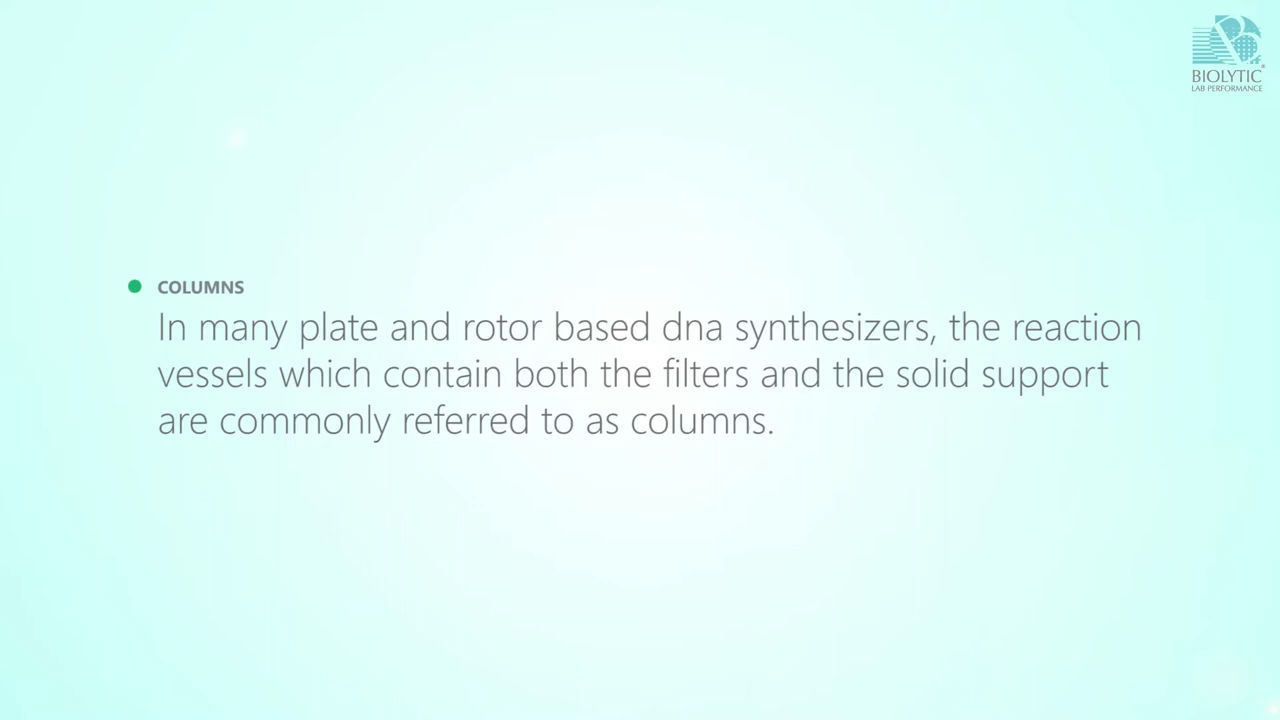 BIOLYTIC
LAB PERFORMANCE
COLUMNS
In many plate and rotor based dna synthesizers, the reaction
vessels which contain both the filters and the solid support
are commonly referred to as columns.